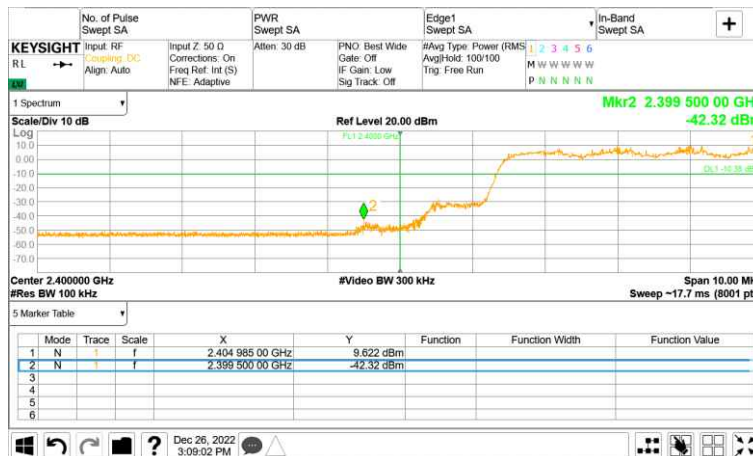 No. of Pulse
Swept SA
PWR
Swept SA
Edge1
Swept SA
In-Band
Swept SA
KEYSIGHT
RL
LV
Input: RF
Coupling: DC
Align: Auto
Input Z: 50 Ω
Corrections: On
Freq Ref: Int (S)
NFE: Adaptive
Atten: 30 dB
PNO: Best Wide
Gate: Off
IF Gain: Low
Sig Track: Off
#Avg Type: Power (RMS
Avg|Hold: 100/100
Trig: Free Run
1 2 3 4 5 6
M W W W W W
P N N N N N
1 Spectrum
Scale/Div 10 dB
Ref Level 20.00 dBm
Mkr2 2.399 500 00 GH
-42.32 dBr
Log
FL1 2.4000 GHz
10.0
0.00
-10.0
-20.0
-30.0
-40.0
-50.0
-60.0
-70.0
2
DL1 -10.38 dB
Center 2.400000 GHz
#Video BW 300 kHz
Span 10.00 MH
#Res BW 100 kHz
Sweep ~17.7 ms (8001 pt
5 Marker Table
Mode Trace Scale X Y Function Function Width Function Value
1 N 1 f 2.404 985 00 GHz 9.622 dBm
2 N 1 f 2.399 500 00 GHz -42.32 dBm
3
4
5
6
?
Dec 26, 2022
3:09:02 PM